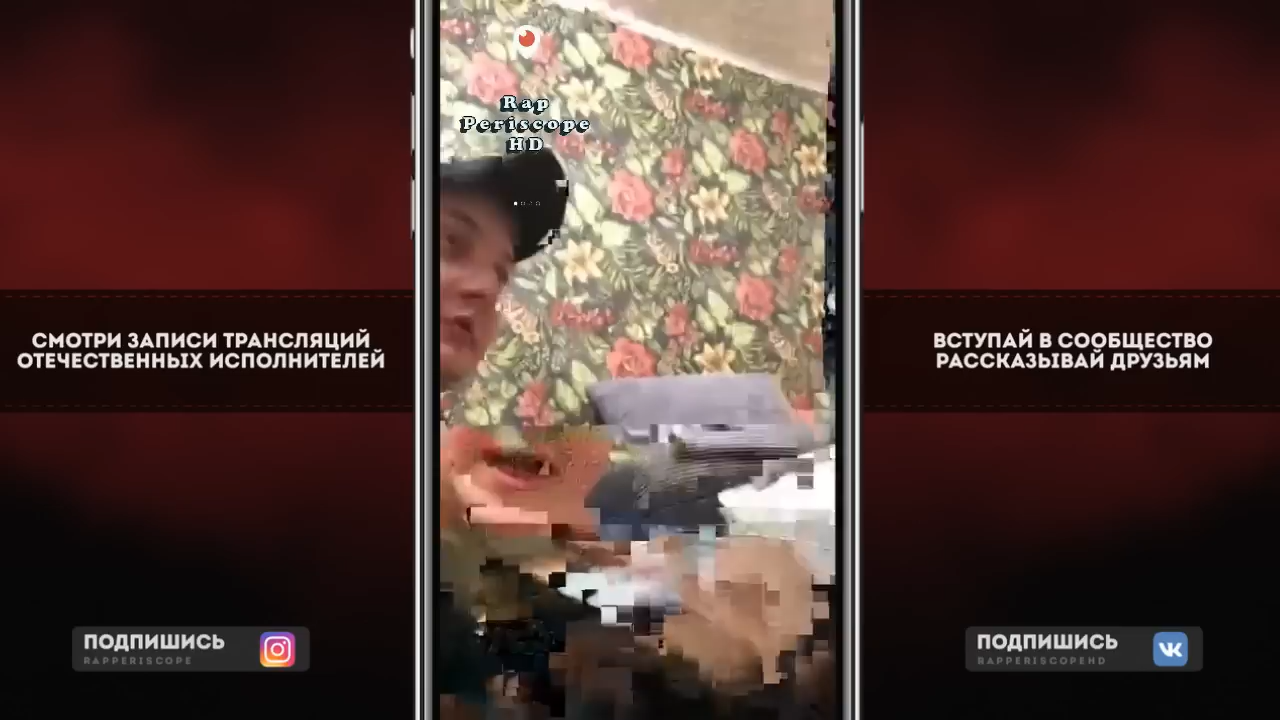 Rap
Periscope
HD
СМОТРИ ЗАПИСИ ТРАНСЛЯЦИЙ
ОТЕЧЕСТВЕННЫХ ИСПОЛНИТЕЛЕЙ
ВСТУПАЙ В СООБЩЕСТВО
РАССКАЗЫВАЙ ДРУЗЬЯМ
ПОДПИШИСЬ
RAPPERISCOPE
ПОДПИШИСЬ
RAPPERISCOPEHD